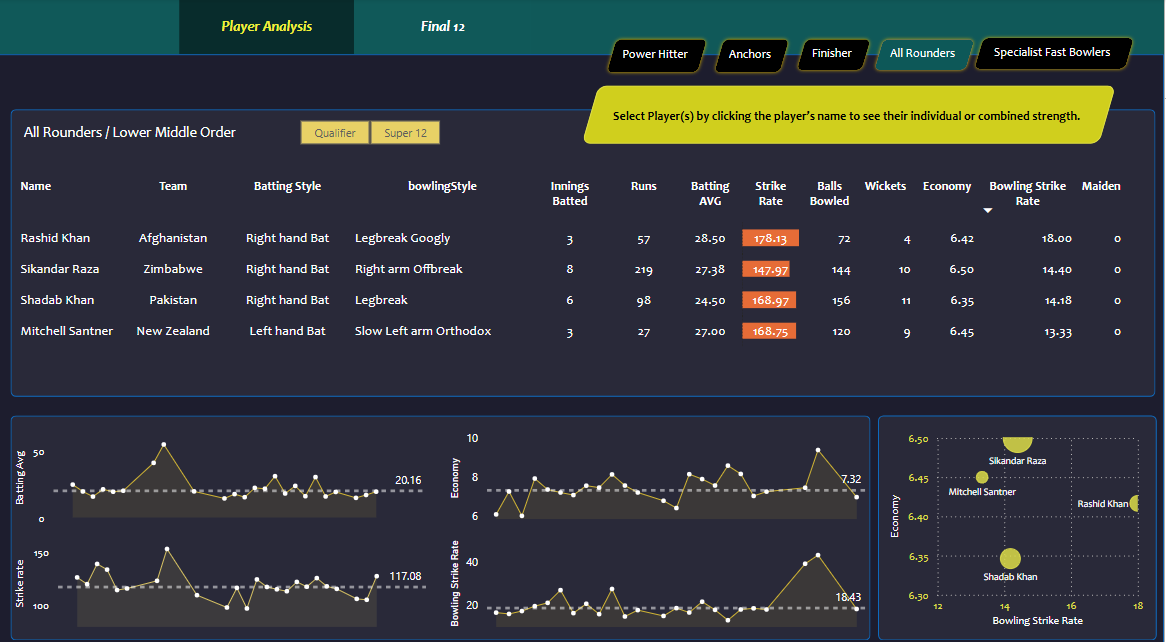 Player Analysis
Final 12
Power Hitter
Anchors
Finisher
All Rounders
Specialist Fast Bowlers
Select Player(s) by clicking the player's name to see their individual or combined strength.
All Rounders / Lower Middle Order
Qualifier
Super 12
Name Team Batting Style bowlingStyle Innings Runs Batting Strike Balls Wickets Economy Bowling Strike Maiden
Batted AVG Rate Bowled Rate
Rashid Khan Afghanistan Right hand Bat Legbreak Googly 3 57 28.50 178.13 72 4 6.42 18.00 0
Sikandar Raza Zimbabwe Right hand Bat Right arm Offbreak 8 219 27.38 147.97 144 10 6.50 14.40 0
Shadab Khan Pakistan Right hand Bat Legbreak 6 98 24.50 168.97 156 11 6.35 14.18 0
Mitchell Santner New Zealand Left hand Bat Slow Left arm Orthodox 3 27 27.00 168.75 120 9 6.45 13.33 0
Batting Avg
50
0
20.16
Strike rate
150
100
117.08
Economy
10
8
6
7.32
Bowling Strike Rate
40
20
18.43
Economy
6.50
6.45
6.40
6.35
6.30
Sikandar Raza
Mitchell Santner
Rashid Khan
Shadab Khan
12 14 16 18
Bowling Strike Rate